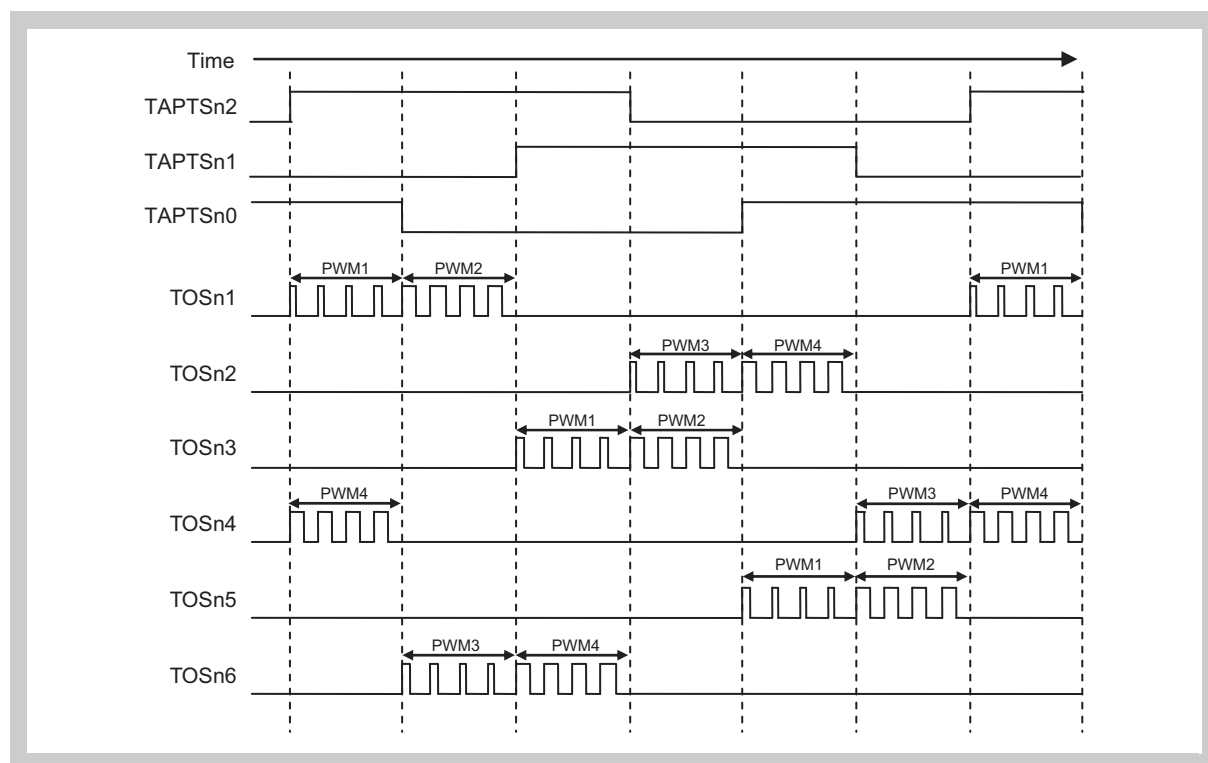 Time
TAPTSn2
TAPTSn1
TAPTSn0
PWM1 PWM2 PWM1
TOSn1
PWM3 PWM4
TOSn2
PWM1 PWM2
TOSn3
PWM4 PWM3 PWM4
TOSn4
PWM1 PWM2
TOSn5
PWM3 PWM4
TOSn6